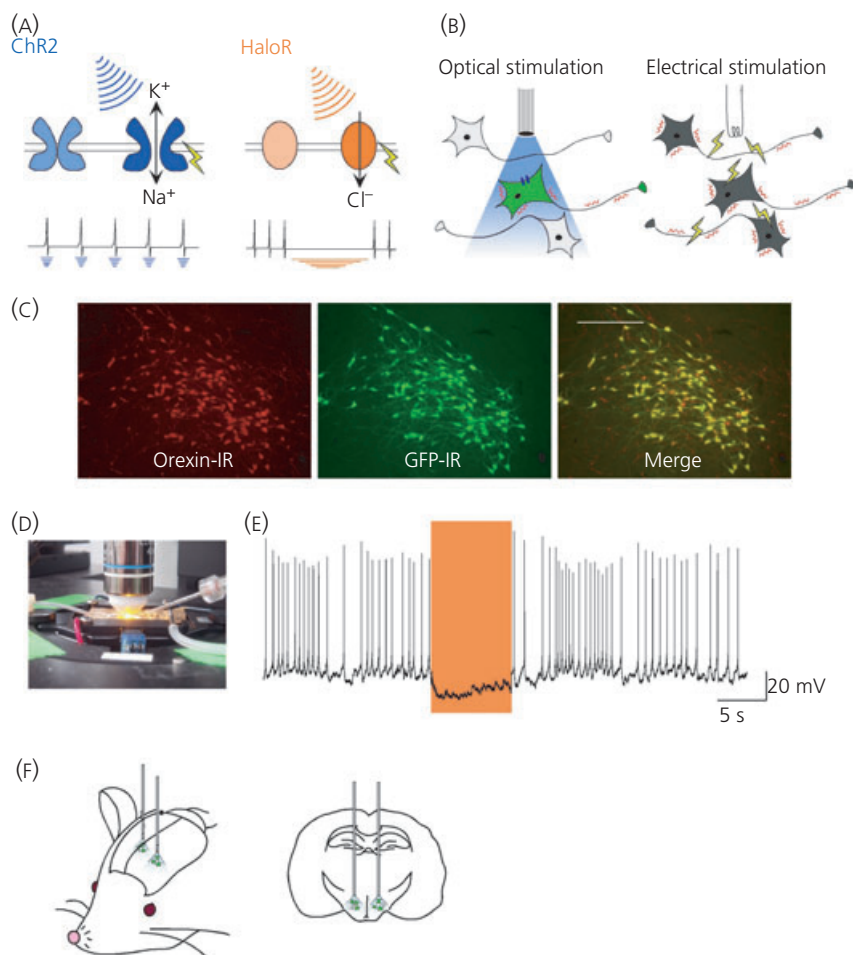 (A)
ChR2
HaloR
K⁺
Na⁺
Cl⁻
(B)
Optical stimulation
Electrical stimulation
(C)
Orexin-IR
GFP-IR
Merge
(D)
(E)
20 mV
5 s
(F)